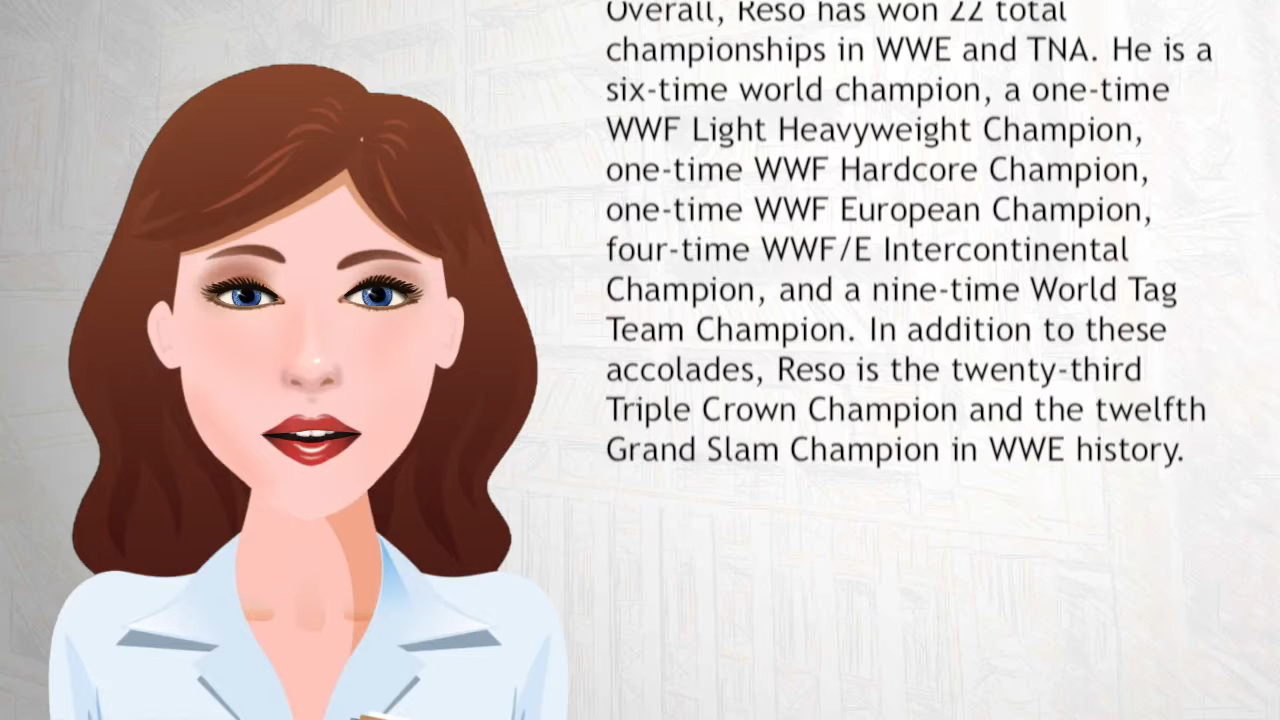 Overall, Reso has won 22 total
championships in WWE and TNA. He is a
six-time world champion, a one-time
WWF Light Heavyweight Champion,
one-time WWF Hardcore Champion,
one-time WWF European Champion,
four-time WWF/E Intercontinental
Champion, and a nine-time World Tag
Team Champion. In addition to these
accolades, Reso is the twenty-third
Triple Crown Champion and the twelfth
Grand Slam Champion in WWE history.